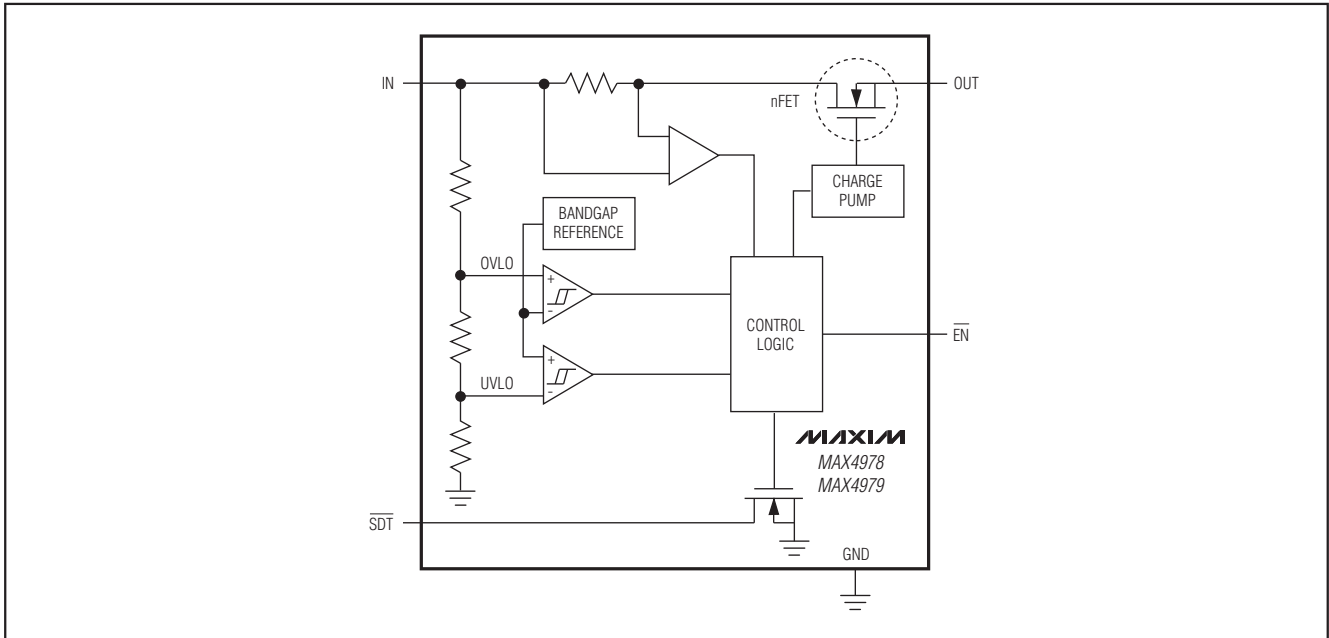 IN
OUT
nFET
CHARGE
PUMP
BANDGAP
REFERENCE
OVLO
+
-
CONTROL
LOGIC
EN
+
UVLO
-
MAXIM
MAX4978
MAX4979
SDT
GND